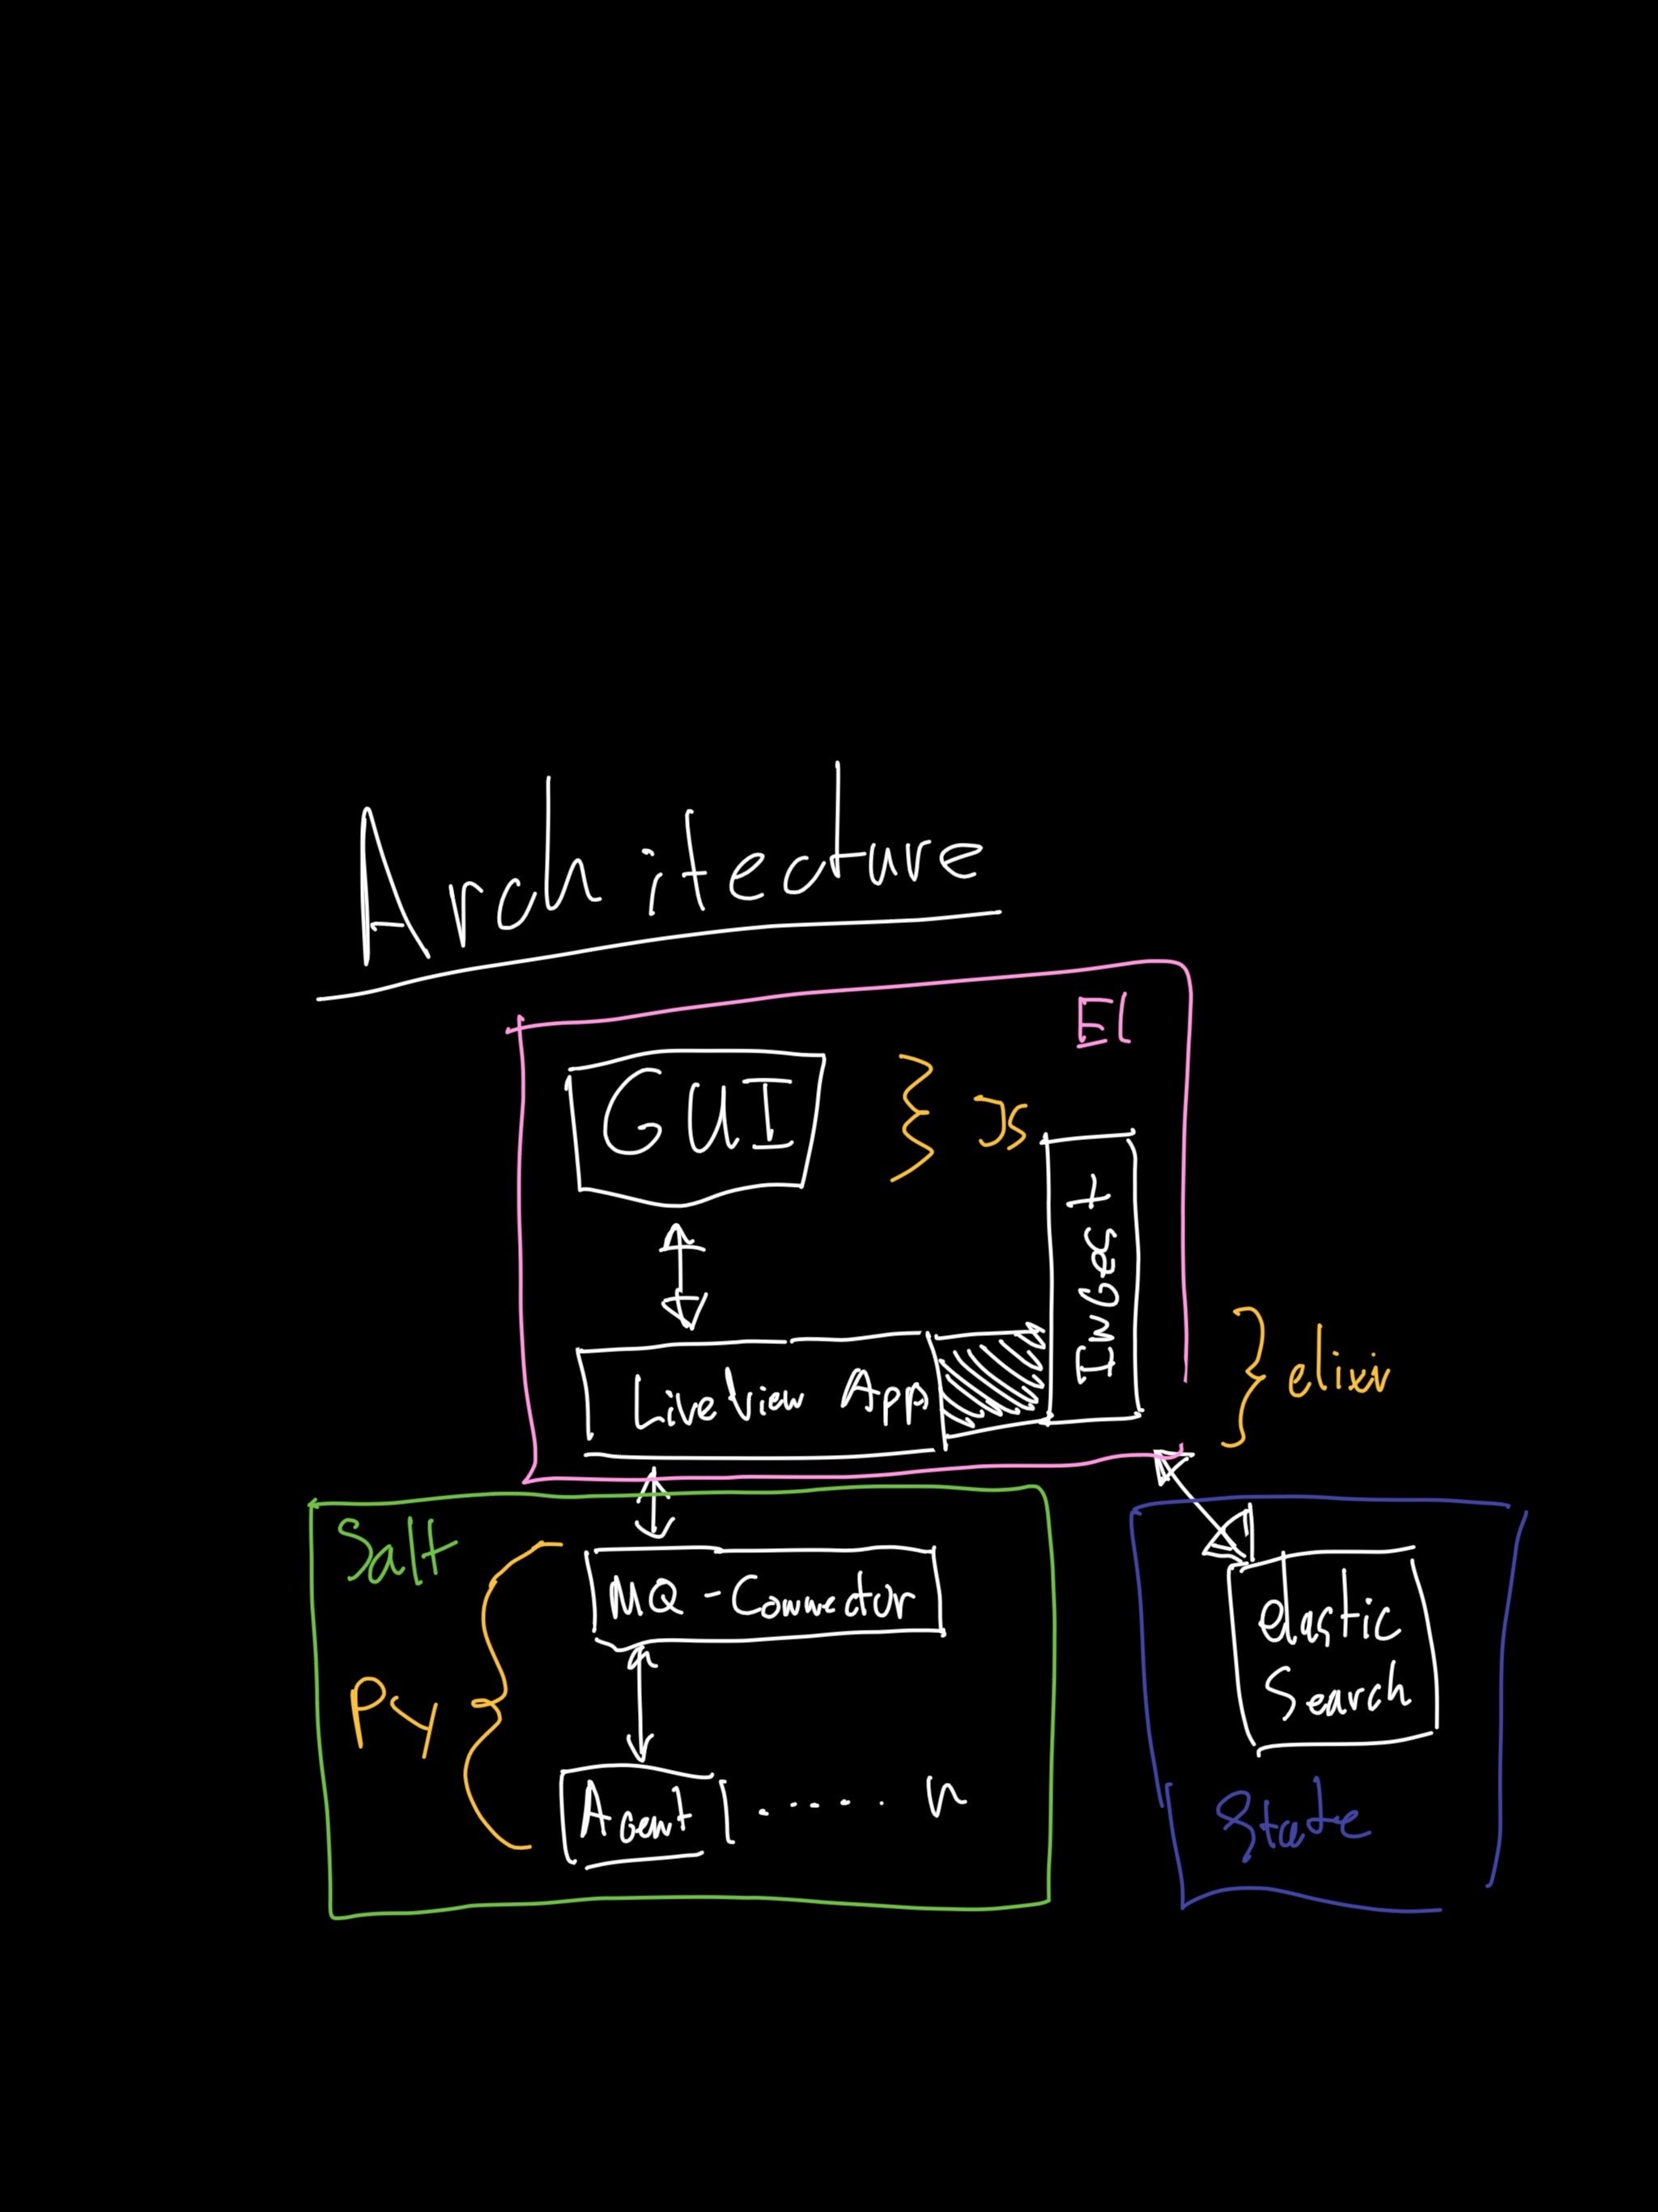 Architecture
El
GUI
JS
Ingest
LiveView App
elixir
Salt
MQ-Connector
Py
elastic
Search
Agent ...... n
State